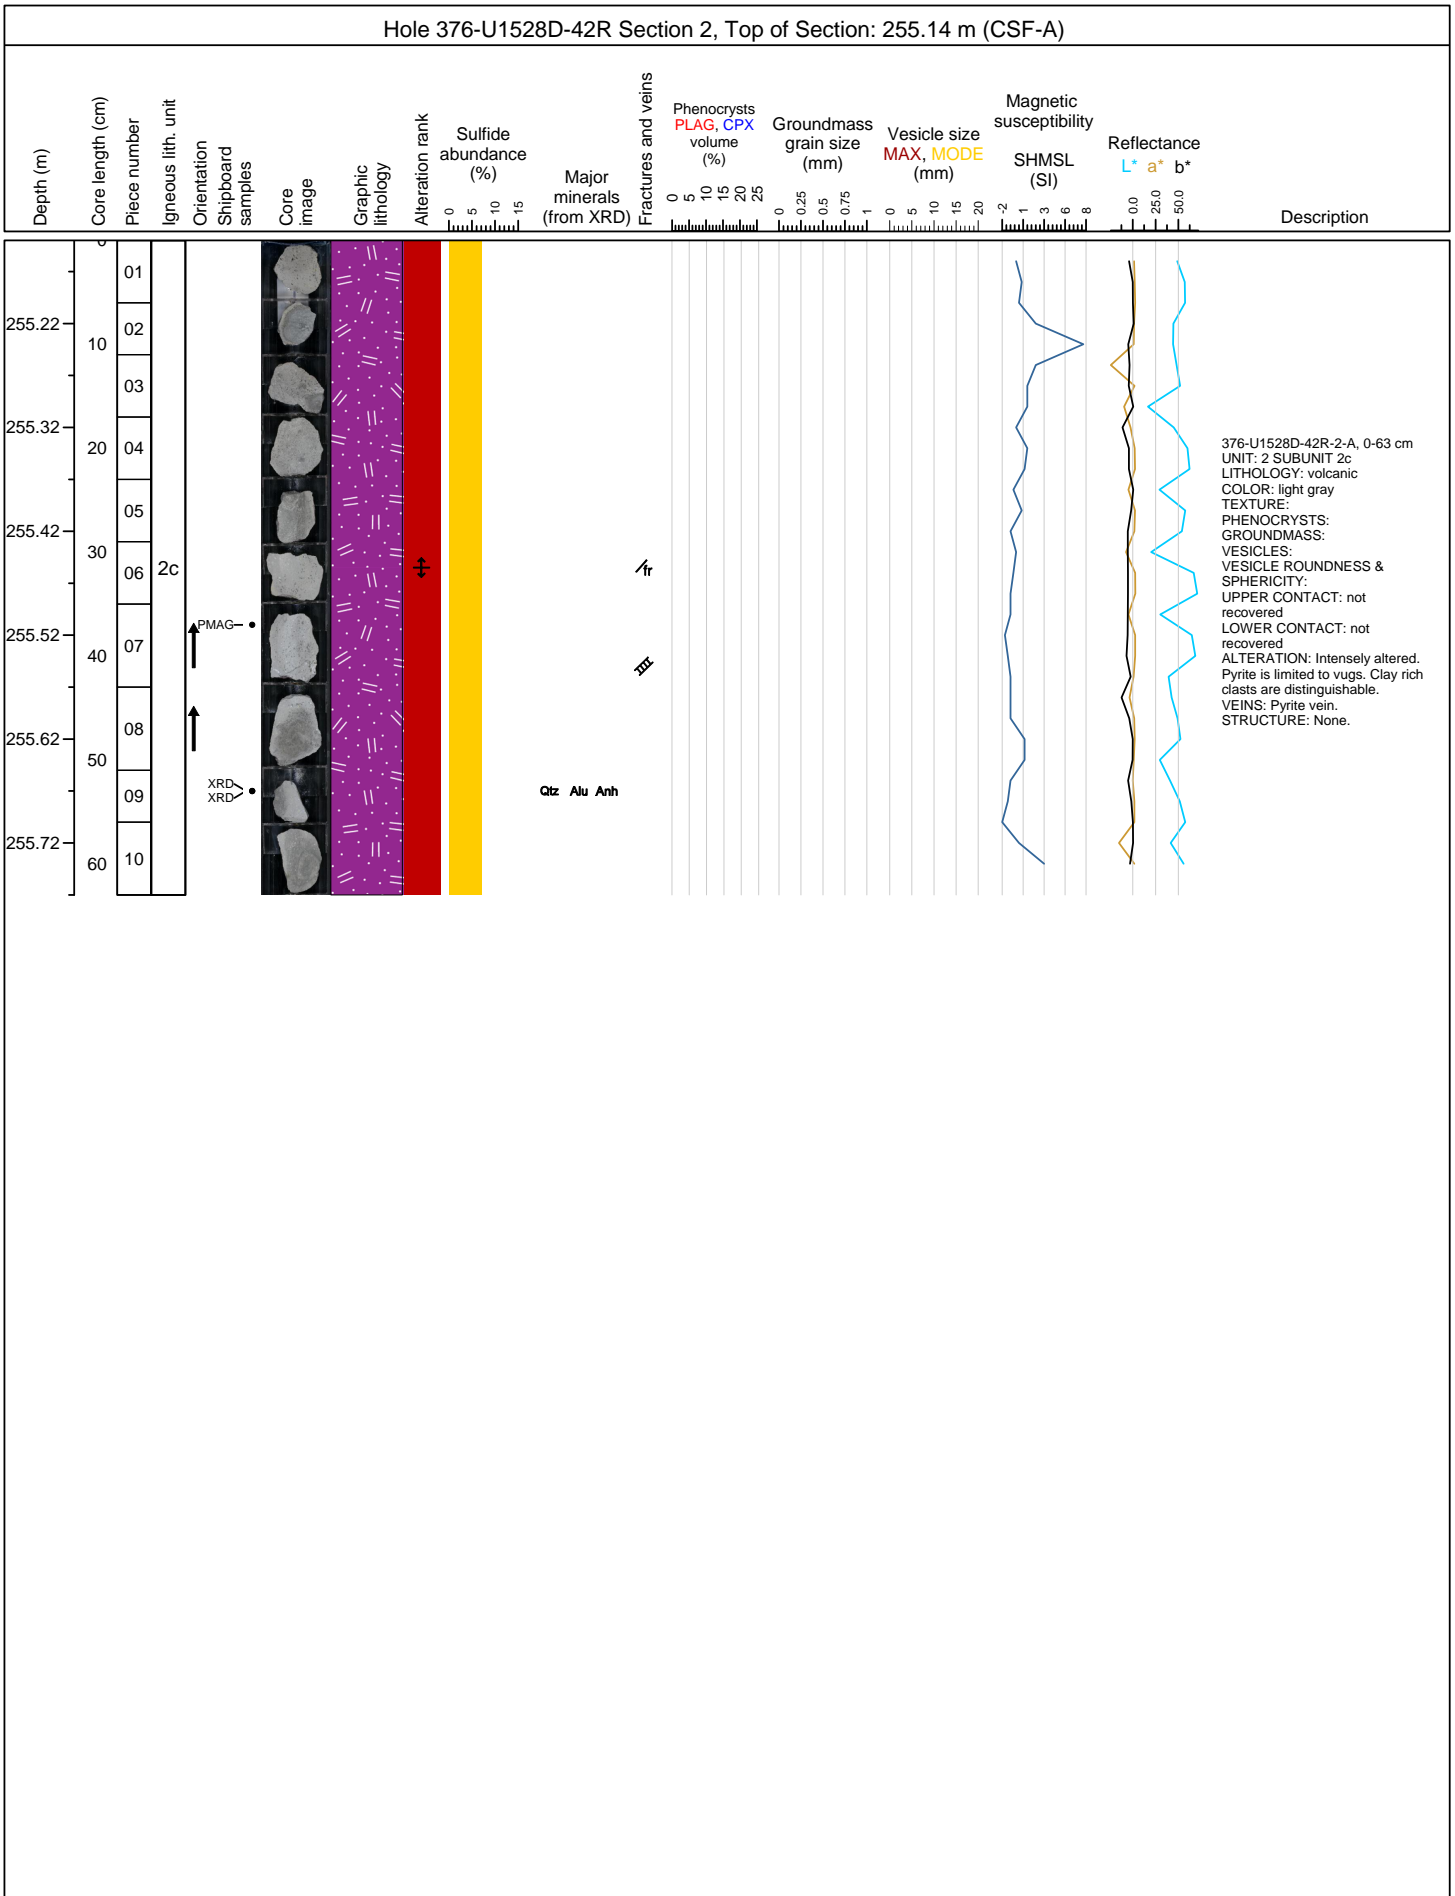 Hole 376-U1528D-42R Section 2, Top of Section: 255.14 m (CSF-A)
Depth (m)
Core length (cm)
Piece number
Igneous lith. unit
Orientation
Shipboard
samples
Core
image
Graphic
lithology
Alteration rank
Sulfide
abundance
(%)
0 5 10 15
Major
minerals
(from XRD)
Fractures and veins
Phenocrysts
PLAG, CPX
volume
(%)
0 5 10 15 20 25
Groundmass
grain size
(mm)
0 0.25 0.5 0.75 1
Vesicle size
MAX, MODE
(mm)
0 5 10 15 20
Magnetic
susceptibility
SHMSL
(SI)
-2 1 3 6 8
Reflectance
L* a* b*
0.0 25.0 50.0
Description
0
01
255.22
02
10
03
255.32
20
04
05
255.42
30
06
2c
fr
PMAG
255.52
07
40
08
255.62
50
XRD
XRD
09
Qtz Alu Anh
255.72
60
10
376-U1528D-42R-2-A, 0-63 cm
UNIT: 2 SUBUNIT 2c
LITHOLOGY: volcanic
COLOR: light gray
TEXTURE:
PHENOCRYSTS:
GROUNDMASS:
VESICLES:
VESICLE ROUNDNESS &
SPHERICITY:
UPPER CONTACT: not
recovered
LOWER CONTACT: not
recovered
ALTERATION: Intensely altered.
Pyrite is limited to vugs. Clay rich
clasts are distinguishable.
VEINS: Pyrite vein.
STRUCTURE: None.